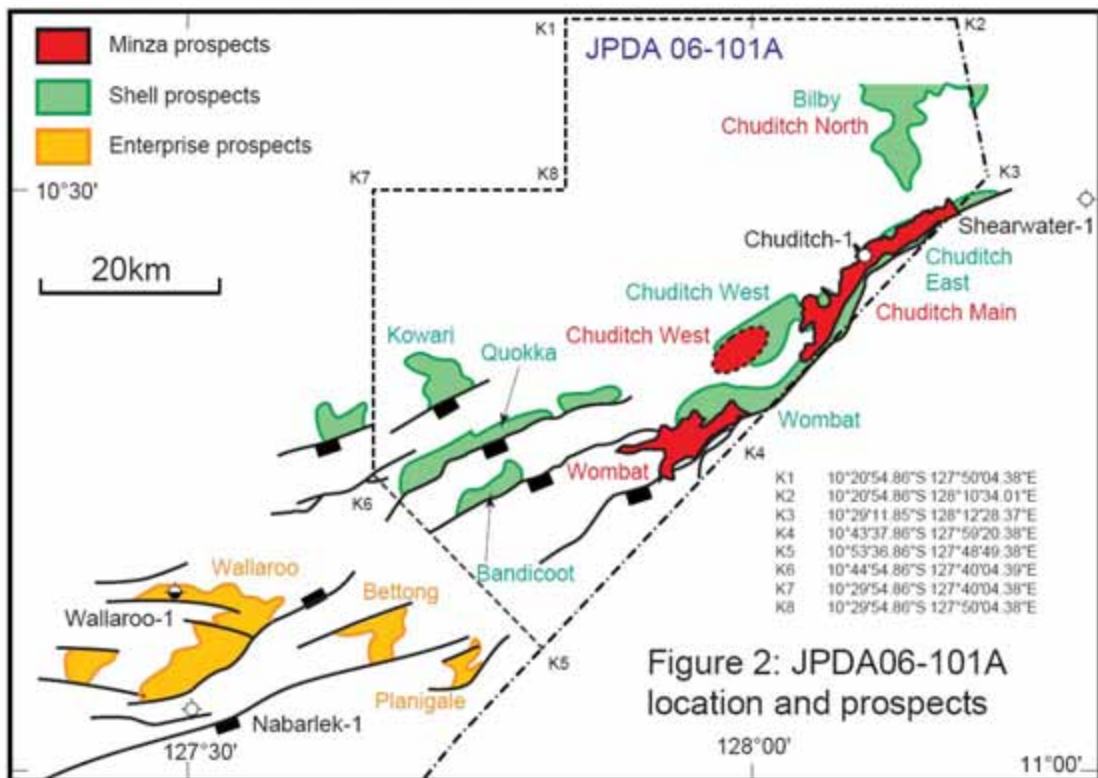 Minza prospects
Shell prospects
Enterprise prospects
K1
K2
JPDA 06-101A
Bilby
Chuditch North
K7
K8
K3
10°30'
Shearwater-1
Chuditch-1
20km
Chuditch
East
Chuditch West
Chuditch Main
Chuditch West
Kowari
Quokka
Wombat
K4
Wombat
K6
K1 10°20'54.86"S 127°50'04.38"E
K2 10°20'54.86"S 128°10'34.01"E
K3 10°29'11.85"S 128°12'28.37"E
K4 10°43'37.86"S 127°59'20.38"E
K5 10°53'36.86"S 127°48'49.38"E
K6 10°44'54.86"S 127°40'04.39"E
K7 10°29'54.86"S 127°40'04.38"E
K8 10°29'54.86"S 127°50'04.38"E
Bandicoot
Wallaroo
Bettong
Wallaroo-1
K5
Figure 2: JPDA06-101A
location and prospects
Planigale
Nabarlek-1
127°30'
128°00'
11°00'